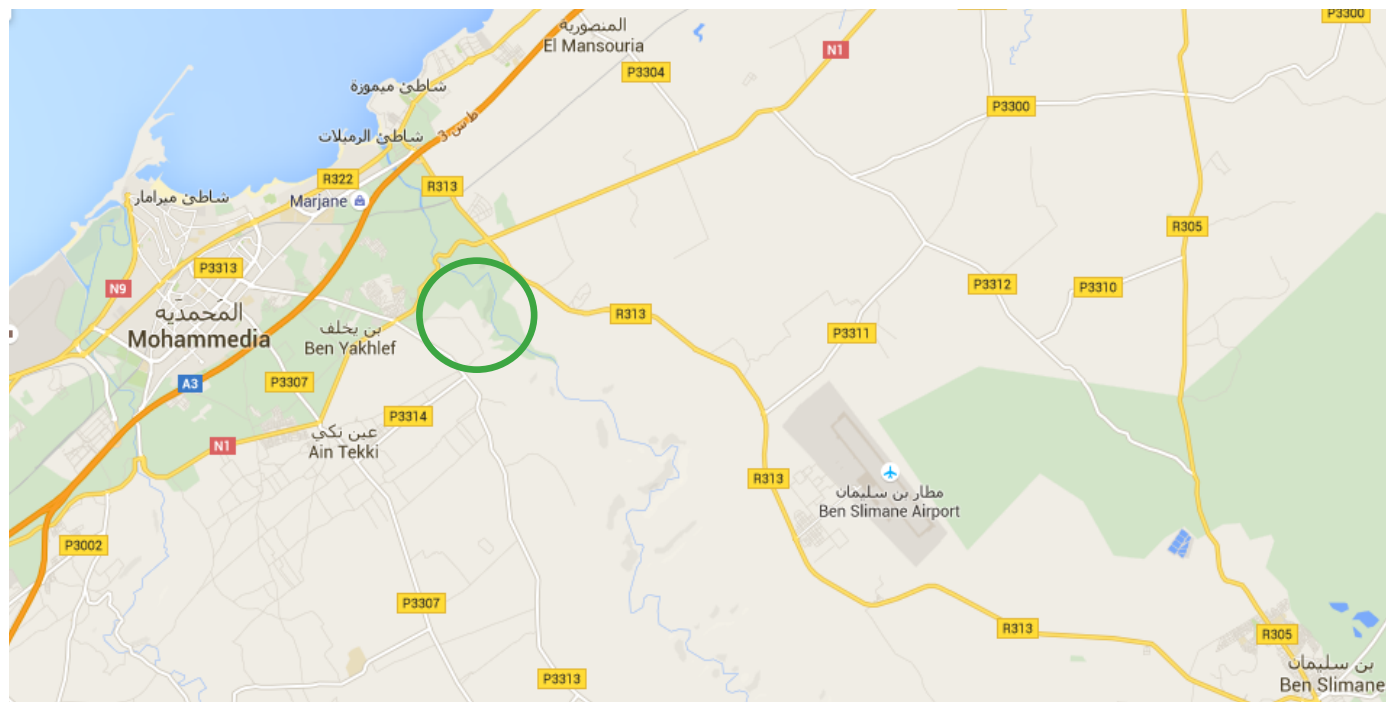 المنصورية
El Mansouria
P3300
N1
P3304
شاطئ ميموزة
P3300
ط س 3
شاطئ الرميلات
R322
R313
شاطئ ميرامار
Marjane
R305
P3313
N9
P3312
P3310
المحمدية
Mohammedia
R313
بن يخلف
Ben Yakhlef
P3311
A3
P3307
P3314
عين تكي
Ain Tekki
N1
R313
مطار بن سليمان
Ben Slimane Airport
P3002
P3307
R313
R305
بن سليمان
Ben Slimane
P3313